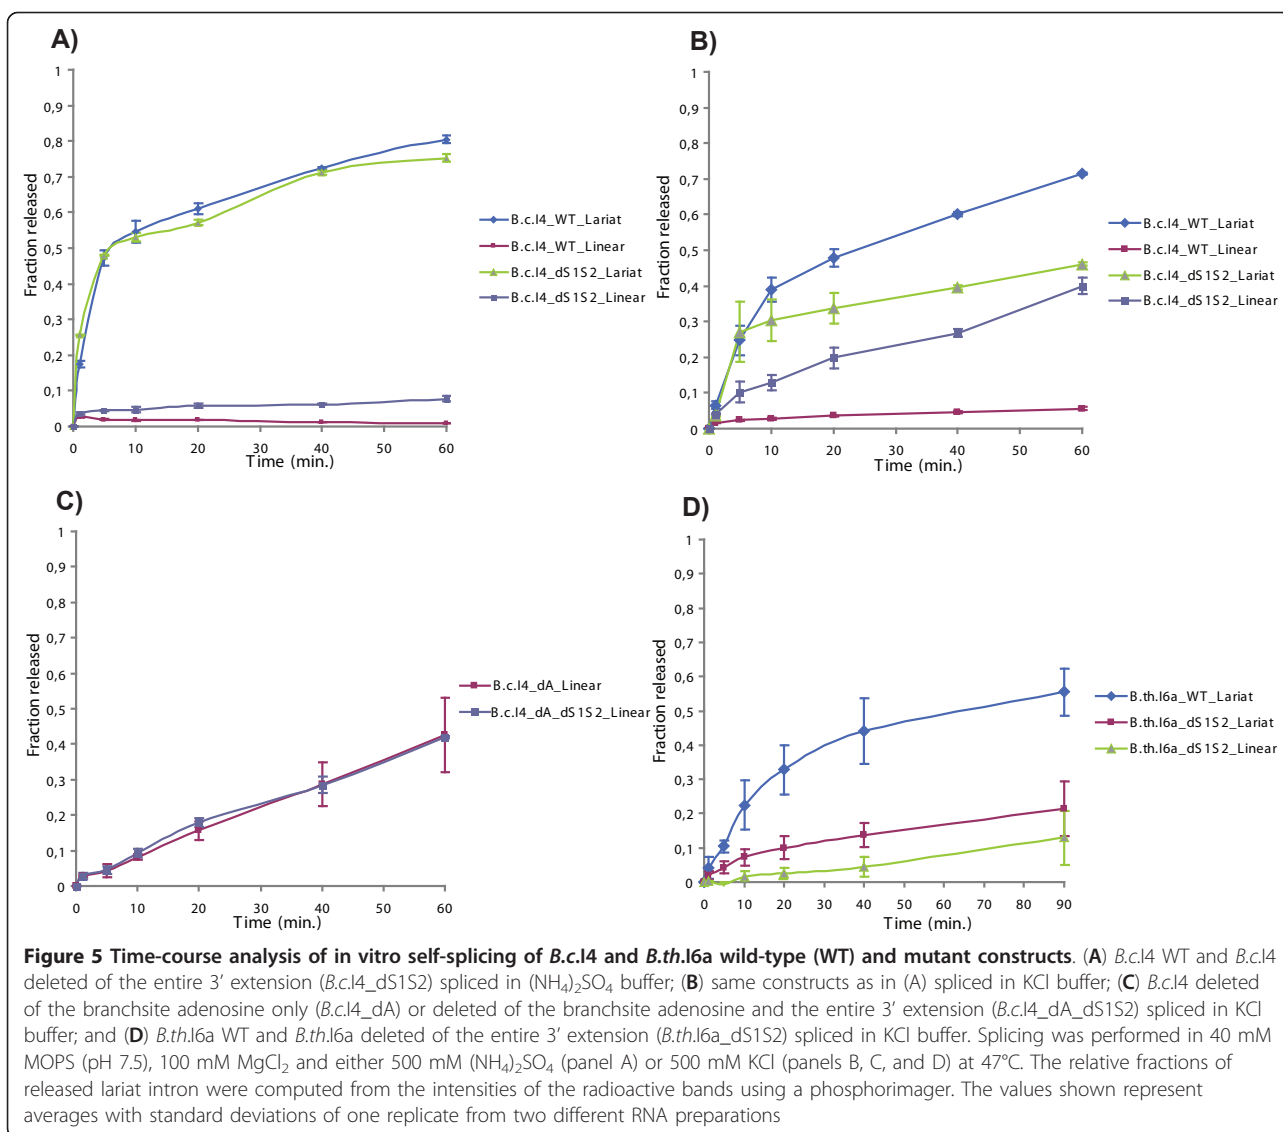 A)
1
0,9
0,8
0,7
0,6
0,5
0,4
0,3
0,2
0,1
0
Fraction released
0 10 20 30 40 50 60
Time (min.)
B.c.I4_WT_Lariat
B.c.I4_WT_Linear
B.c.I4_dS1S2_Lariat
B.c.I4_dS1S2_Linear
B)
1
0,9
0,8
0,7
0,6
0,5
0,4
0,3
0,2
0,1
0
Fraction released
0 10 20 30 40 50 60
Time (min.)
B.c.I4_WT_Lariat
B.c.I4_WT_Linear
B.c.I4_dS1S2_Lariat
B.c.I4_dS1S2_Linear
C)
1
0,9
0,8
0,7
0,6
0,5
0,4
0,3
0,2
0,1
0
Fraction released
0 10 20 30 40 50 60
Time (min.)
B.c.I4_dA_Linear
B.c.I4_dA_dS1S2_Linear
D)
1
0,9
0,8
0,7
0,6
0,5
0,4
0,3
0,2
0,1
0
Fraction released
0 10 20 30 40 50 60 70 80 90
Time (min.)
B.th.I6a_WT_Lariat
B.th.I6a_dS1S2_Lariat
B.th.I6a_dS1S2_Linear
Figure 5 Time-course analysis of in vitro self-splicing of B.c.I4 and B.th.I6a wild-type (WT) and mutant constructs. (A) B.c.I4 WT and B.c.I4
deleted of the entire 3' extension (B.c.I4_dS1S2) spliced in (NH₄)₂SO₄ buffer; (B) same constructs as in (A) spliced in KCl buffer; (C) B.c.I4 deleted
of the branchsite adenosine only (B.c.I4_dA) or deleted of the branchsite adenosine and the entire 3' extension (B.c.I4_dA_dS1S2) spliced in KCl
buffer; and (D) B.th.I6a WT and B.th.I6a deleted of the entire 3' extension (B.th.I6a_dS1S2) spliced in KCl buffer. Splicing was performed in 40 mM
MOPS (pH 7.5), 100 mM MgCl₂ and either 500 mM (NH₄)₂SO₄ (panel A) or 500 mM KCl (panels B, C, and D) at 47°C. The relative fractions of
released lariat intron were computed from the intensities of the radioactive bands using a phosphorimager. The values shown represent
averages with standard deviations of one replicate from two different RNA preparations